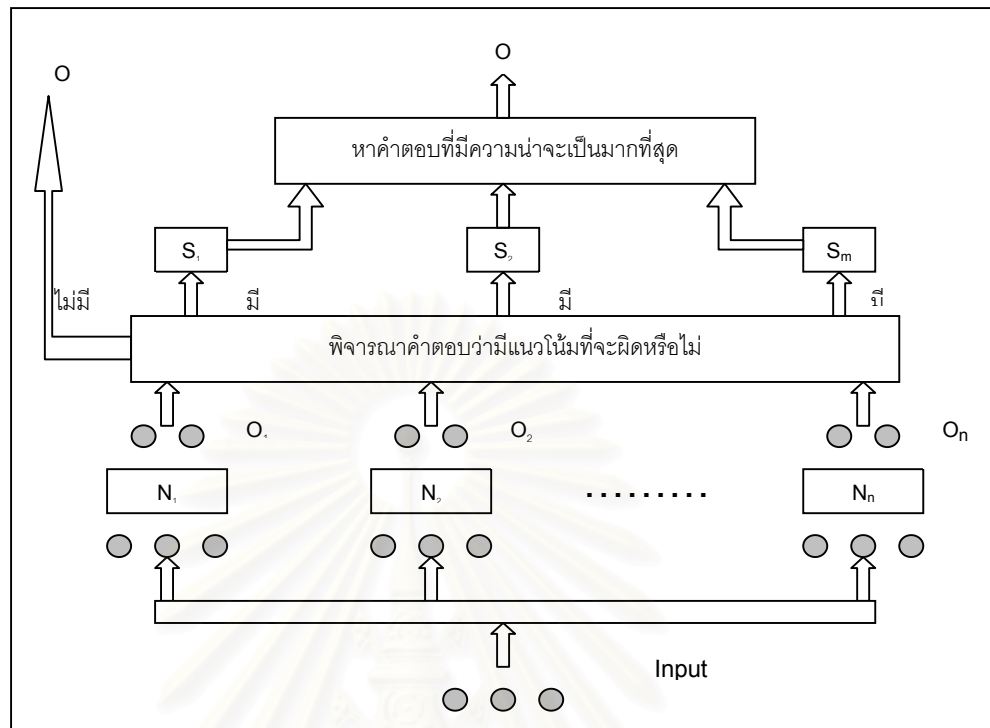 O
O
หาคำตอบที่มีความน่าจะเป็นมากที่สุด
S₁ S₂ Sₘ
ไม่มี มี มี มี
พิจารณาคำตอบว่ามีแนวโน้มที่จะผิดหรือไม่
O₁ O₂ Oₙ
N₁ N₂ ········· Nₙ
Input